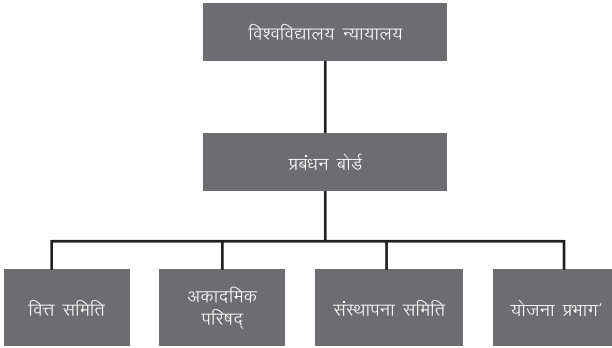 विश्वविद्यालय न्यायालय
प्रबंधन बोर्ड
वित्त समिति
अकादमिक
परिषद्
संस्थापना समिति
योजना प्रभाग'